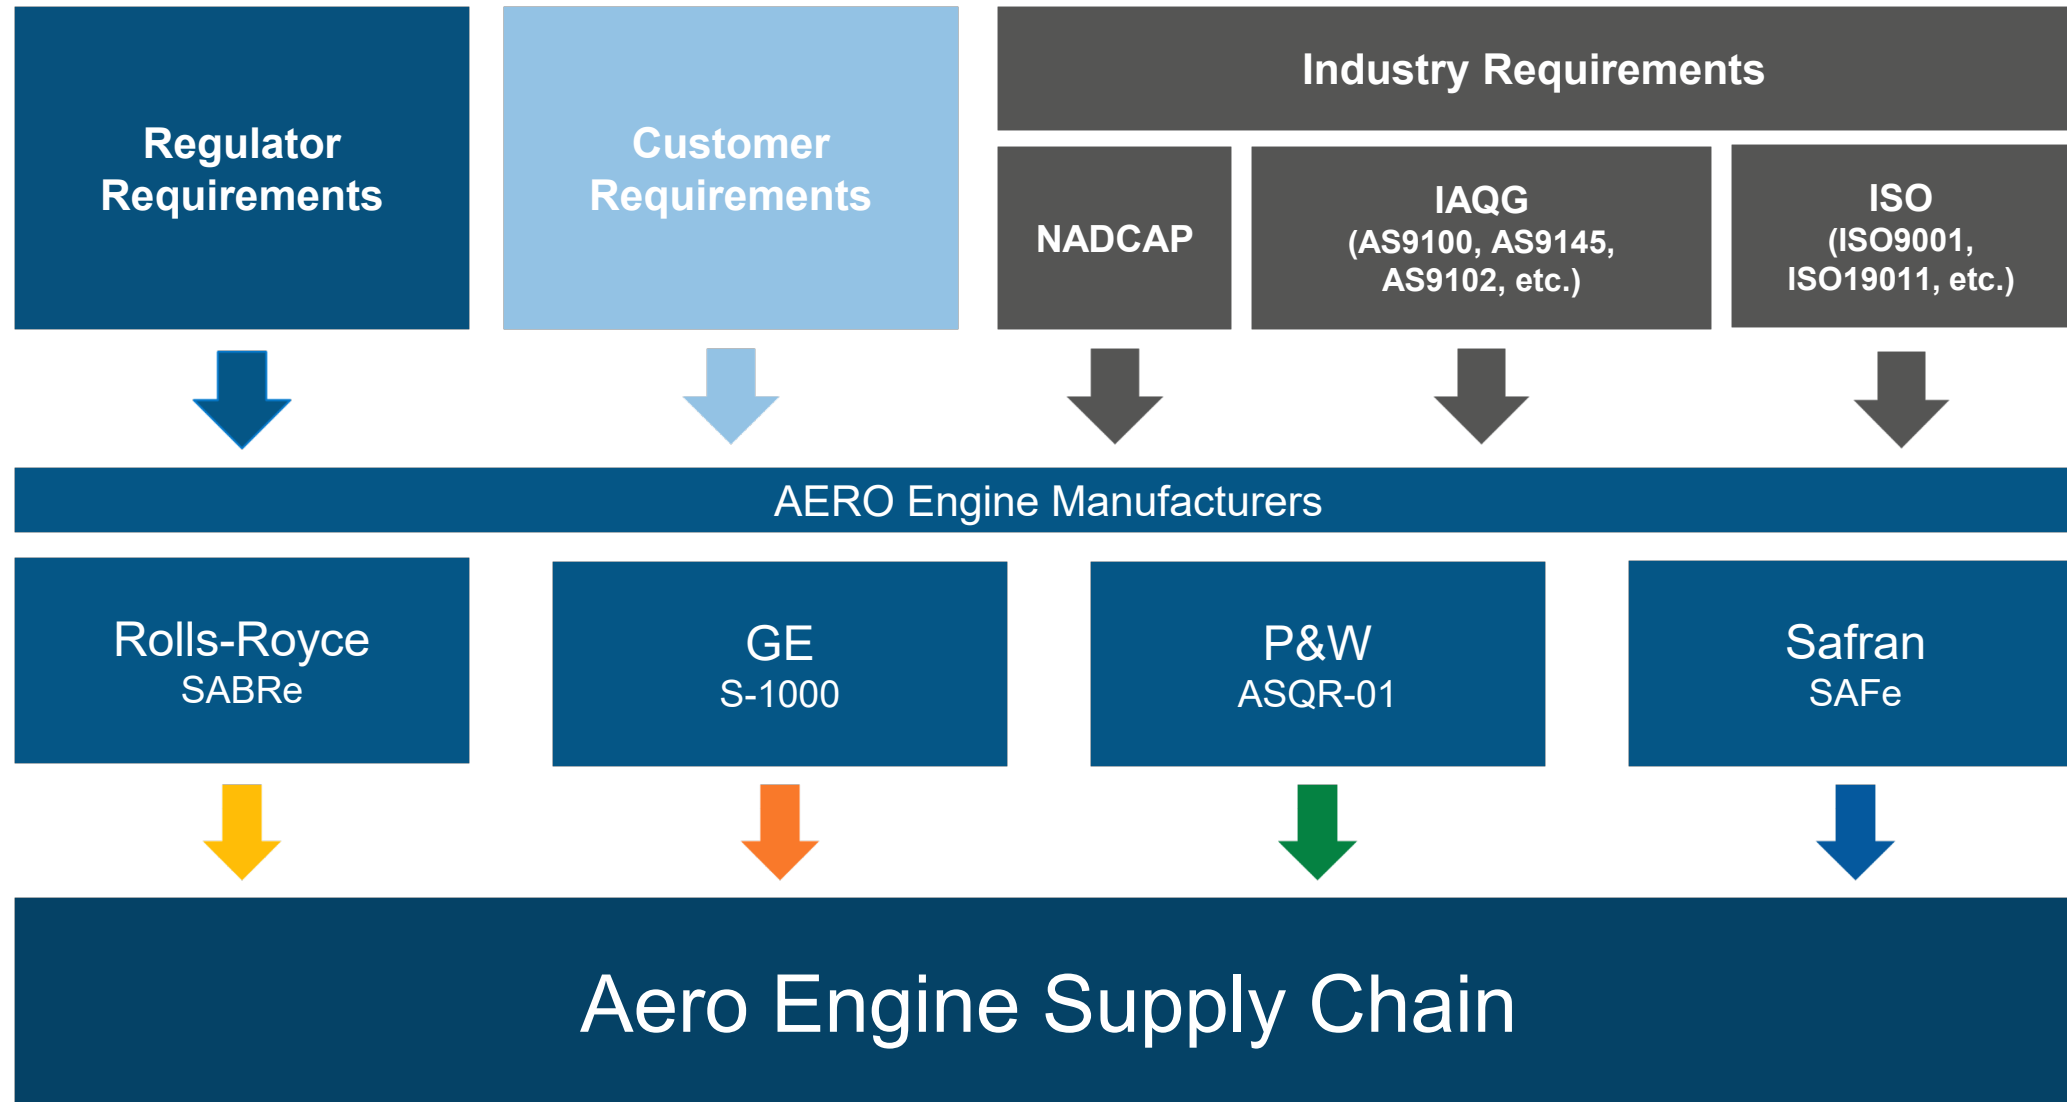 Regulator
Requirements
Customer
Requirements
Industry Requirements
NADCAP
IAQG
(AS9100, AS9145,
AS9102, etc.)
ISO
(ISO9001,
ISO19011, etc.)
AERO Engine Manufacturers
Rolls-Royce
SABRe
GE
S-1000
P&W
ASQR-01
Safran
SAFe
Aero Engine Supply Chain